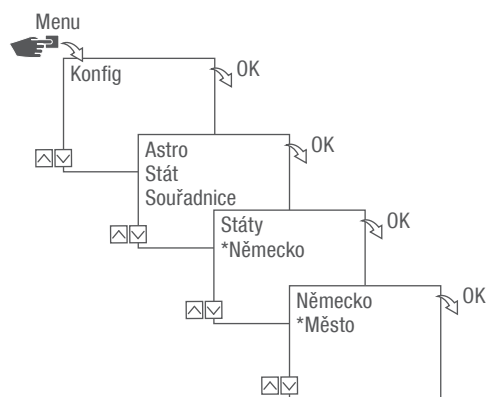 Menu
Konfig
OK
Astro
Stát
Souřadnice
OK
Státy
*Německo
OK
Německo
*Město
OK